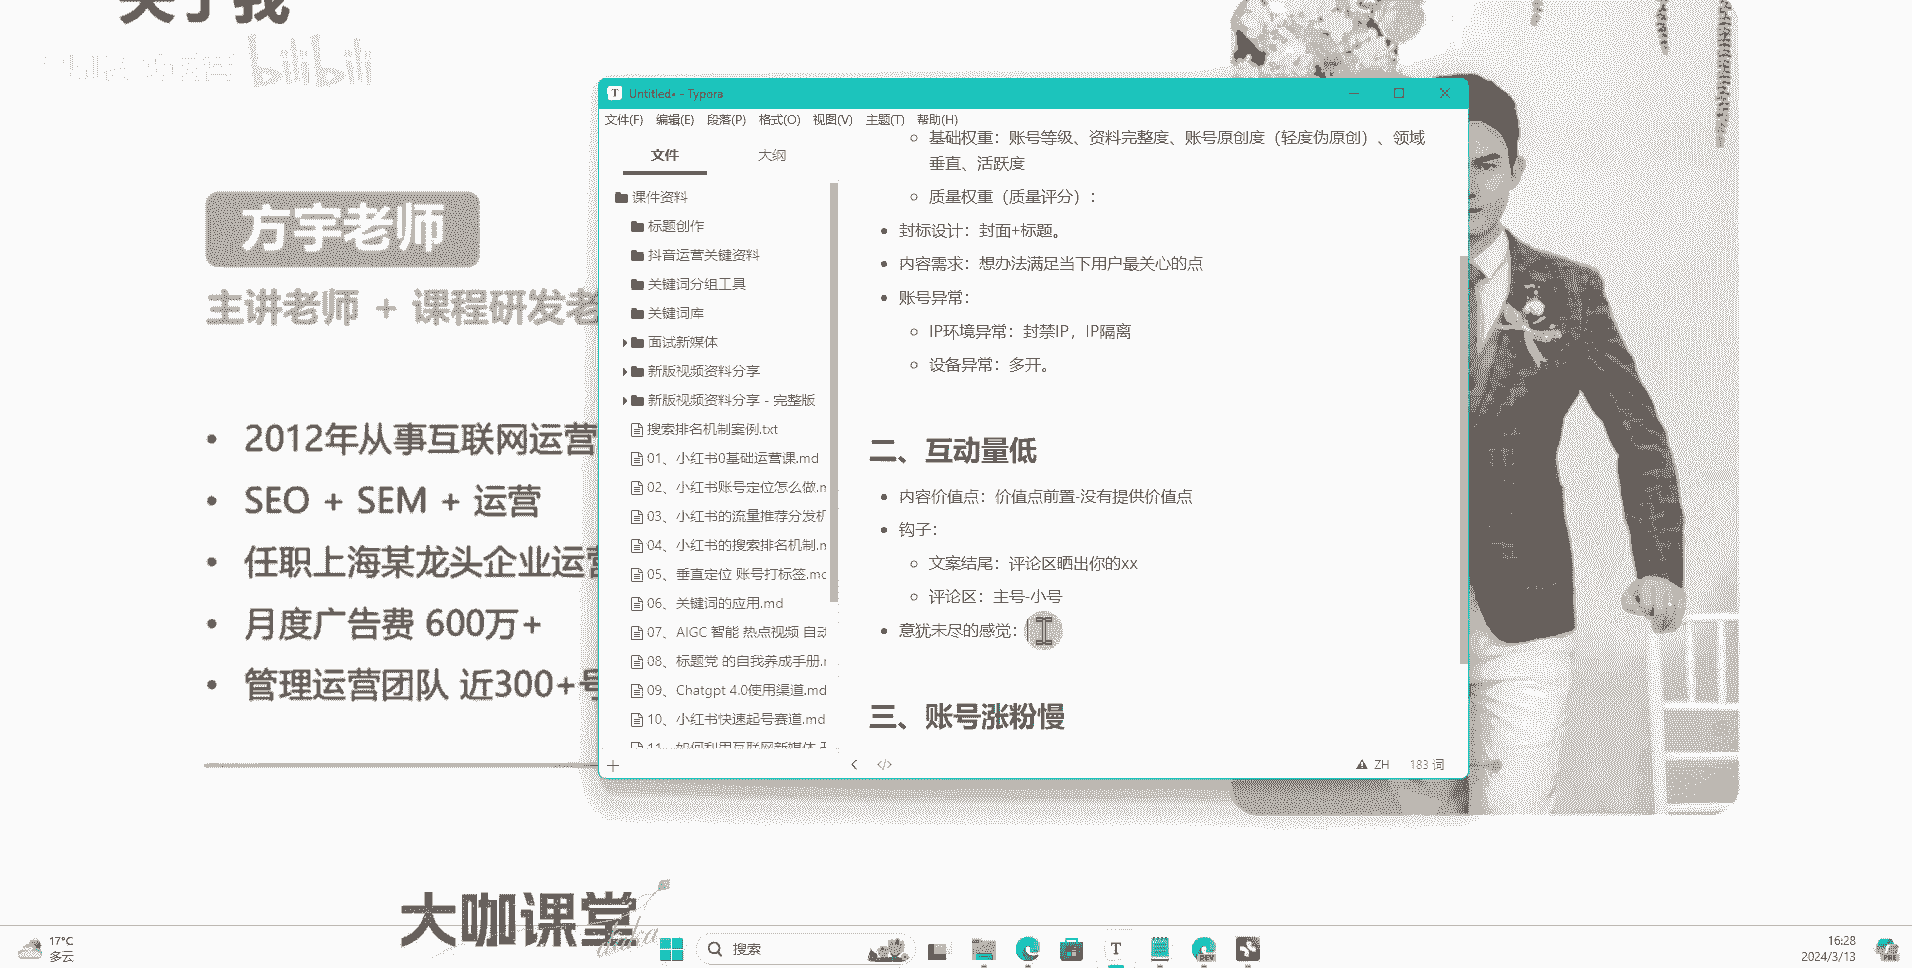 关于我
bilibili
方宇老师
主讲老师 + 课程研发老
2012年从事互联网运营
SEO + SEM + 运营
任职上海某龙头企业运营
月度广告费 600万+
管理运营团队 近300+号
大咖课堂
Untitled• - Typora
文件(F) 编辑(E) 段落(P) 格式(O) 视图(V) 主题(T) 帮助(H)
文件 大纲
课件资料
标题创作
抖音运营关键资料
关键词分组工具
关键词库
面试新媒体
新版视频资料分享
新版视频资料分享 - 完整版
搜索排名机制案例.txt
01、小红书0基础运营课.md
02、小红书账号定位怎么做.m
03、小红书的流量推荐分发机
04、小红书的搜索排名机制.m
05、垂直定位 账号打标签.md
06、关键词的应用.md
07、AIGC 智能 热点视频 自动
08、标题党 的自我养成手册.m
09、Chatgpt 4.0使用渠道.md
10、小红书快速起号赛道.md
基础权重：账号等级、资料完整度、账号原创度（轻度伪原创）、领域
垂直、活跃度
质量权重（质量评分）：
封标设计：封面+标题。
内容需求：想办法满足当下用户最关心的点
账号异常：
IP环境异常：封禁IP，IP隔离
设备异常：多开。
二、互动量低
内容价值点：价值点前置-没有提供价值点
钩子：
文案结尾：评论区晒出你的xx
评论区：主号-小号
意犹未尽的感觉：
三、账号涨粉慢
ZH 183 词
17°C
多云
搜索
T
DEV
16:28
2024/3/13
PRE